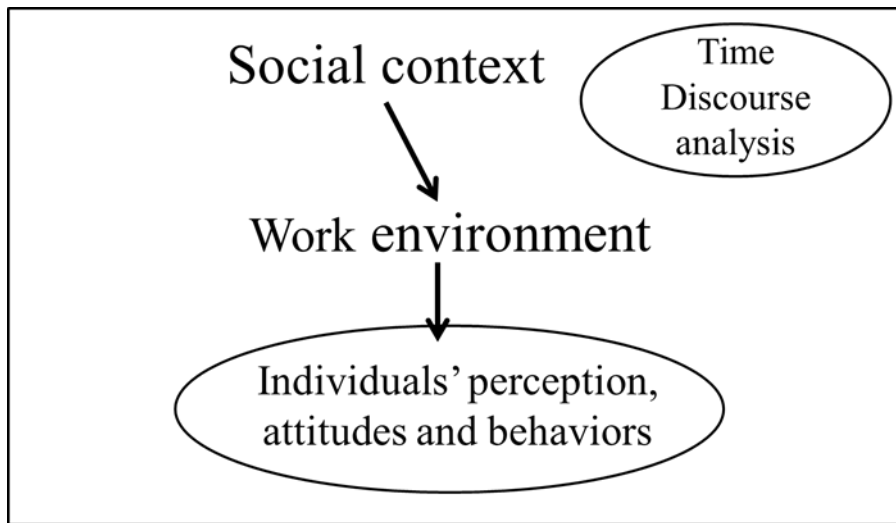 Social context
Time
Discourse
analysis
Work environment
Individuals’ perception,
attitudes and behaviors